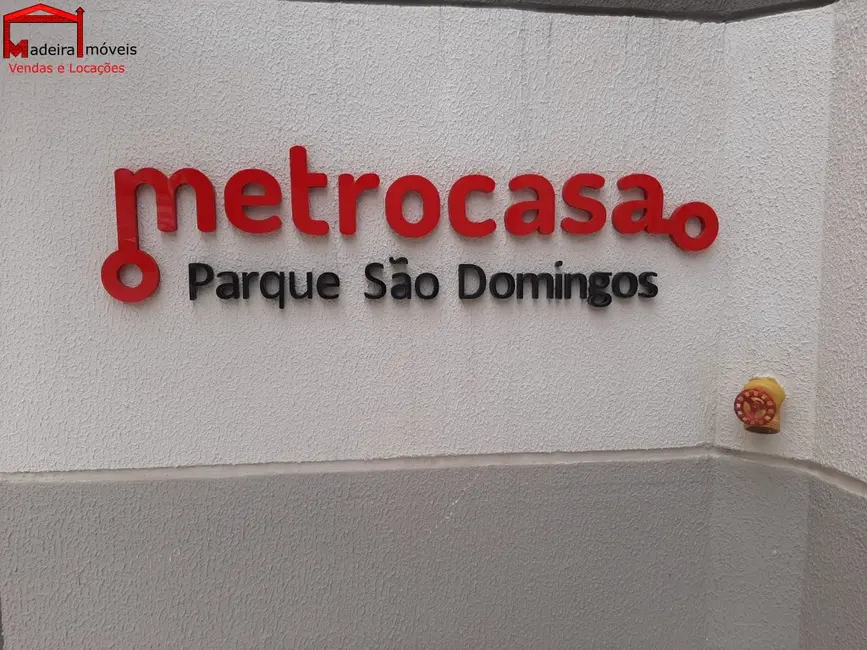 Madeira Imóveis
Vendas e Locações
metrocasa
Parque São Domingos